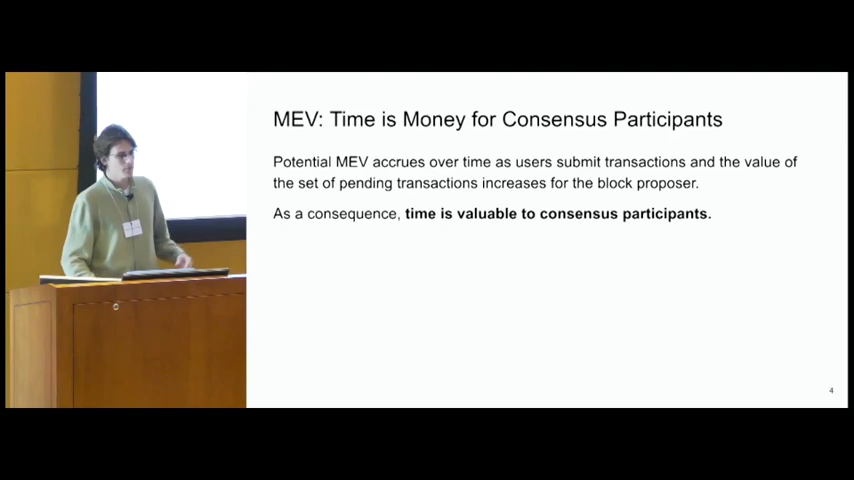 MEV: Time is Money for Consensus Participants
Potential MEV accrues over time as users submit transactions and the value of
the set of pending transactions increases for the block proposer.
As a consequence, time is valuable to consensus participants.
4